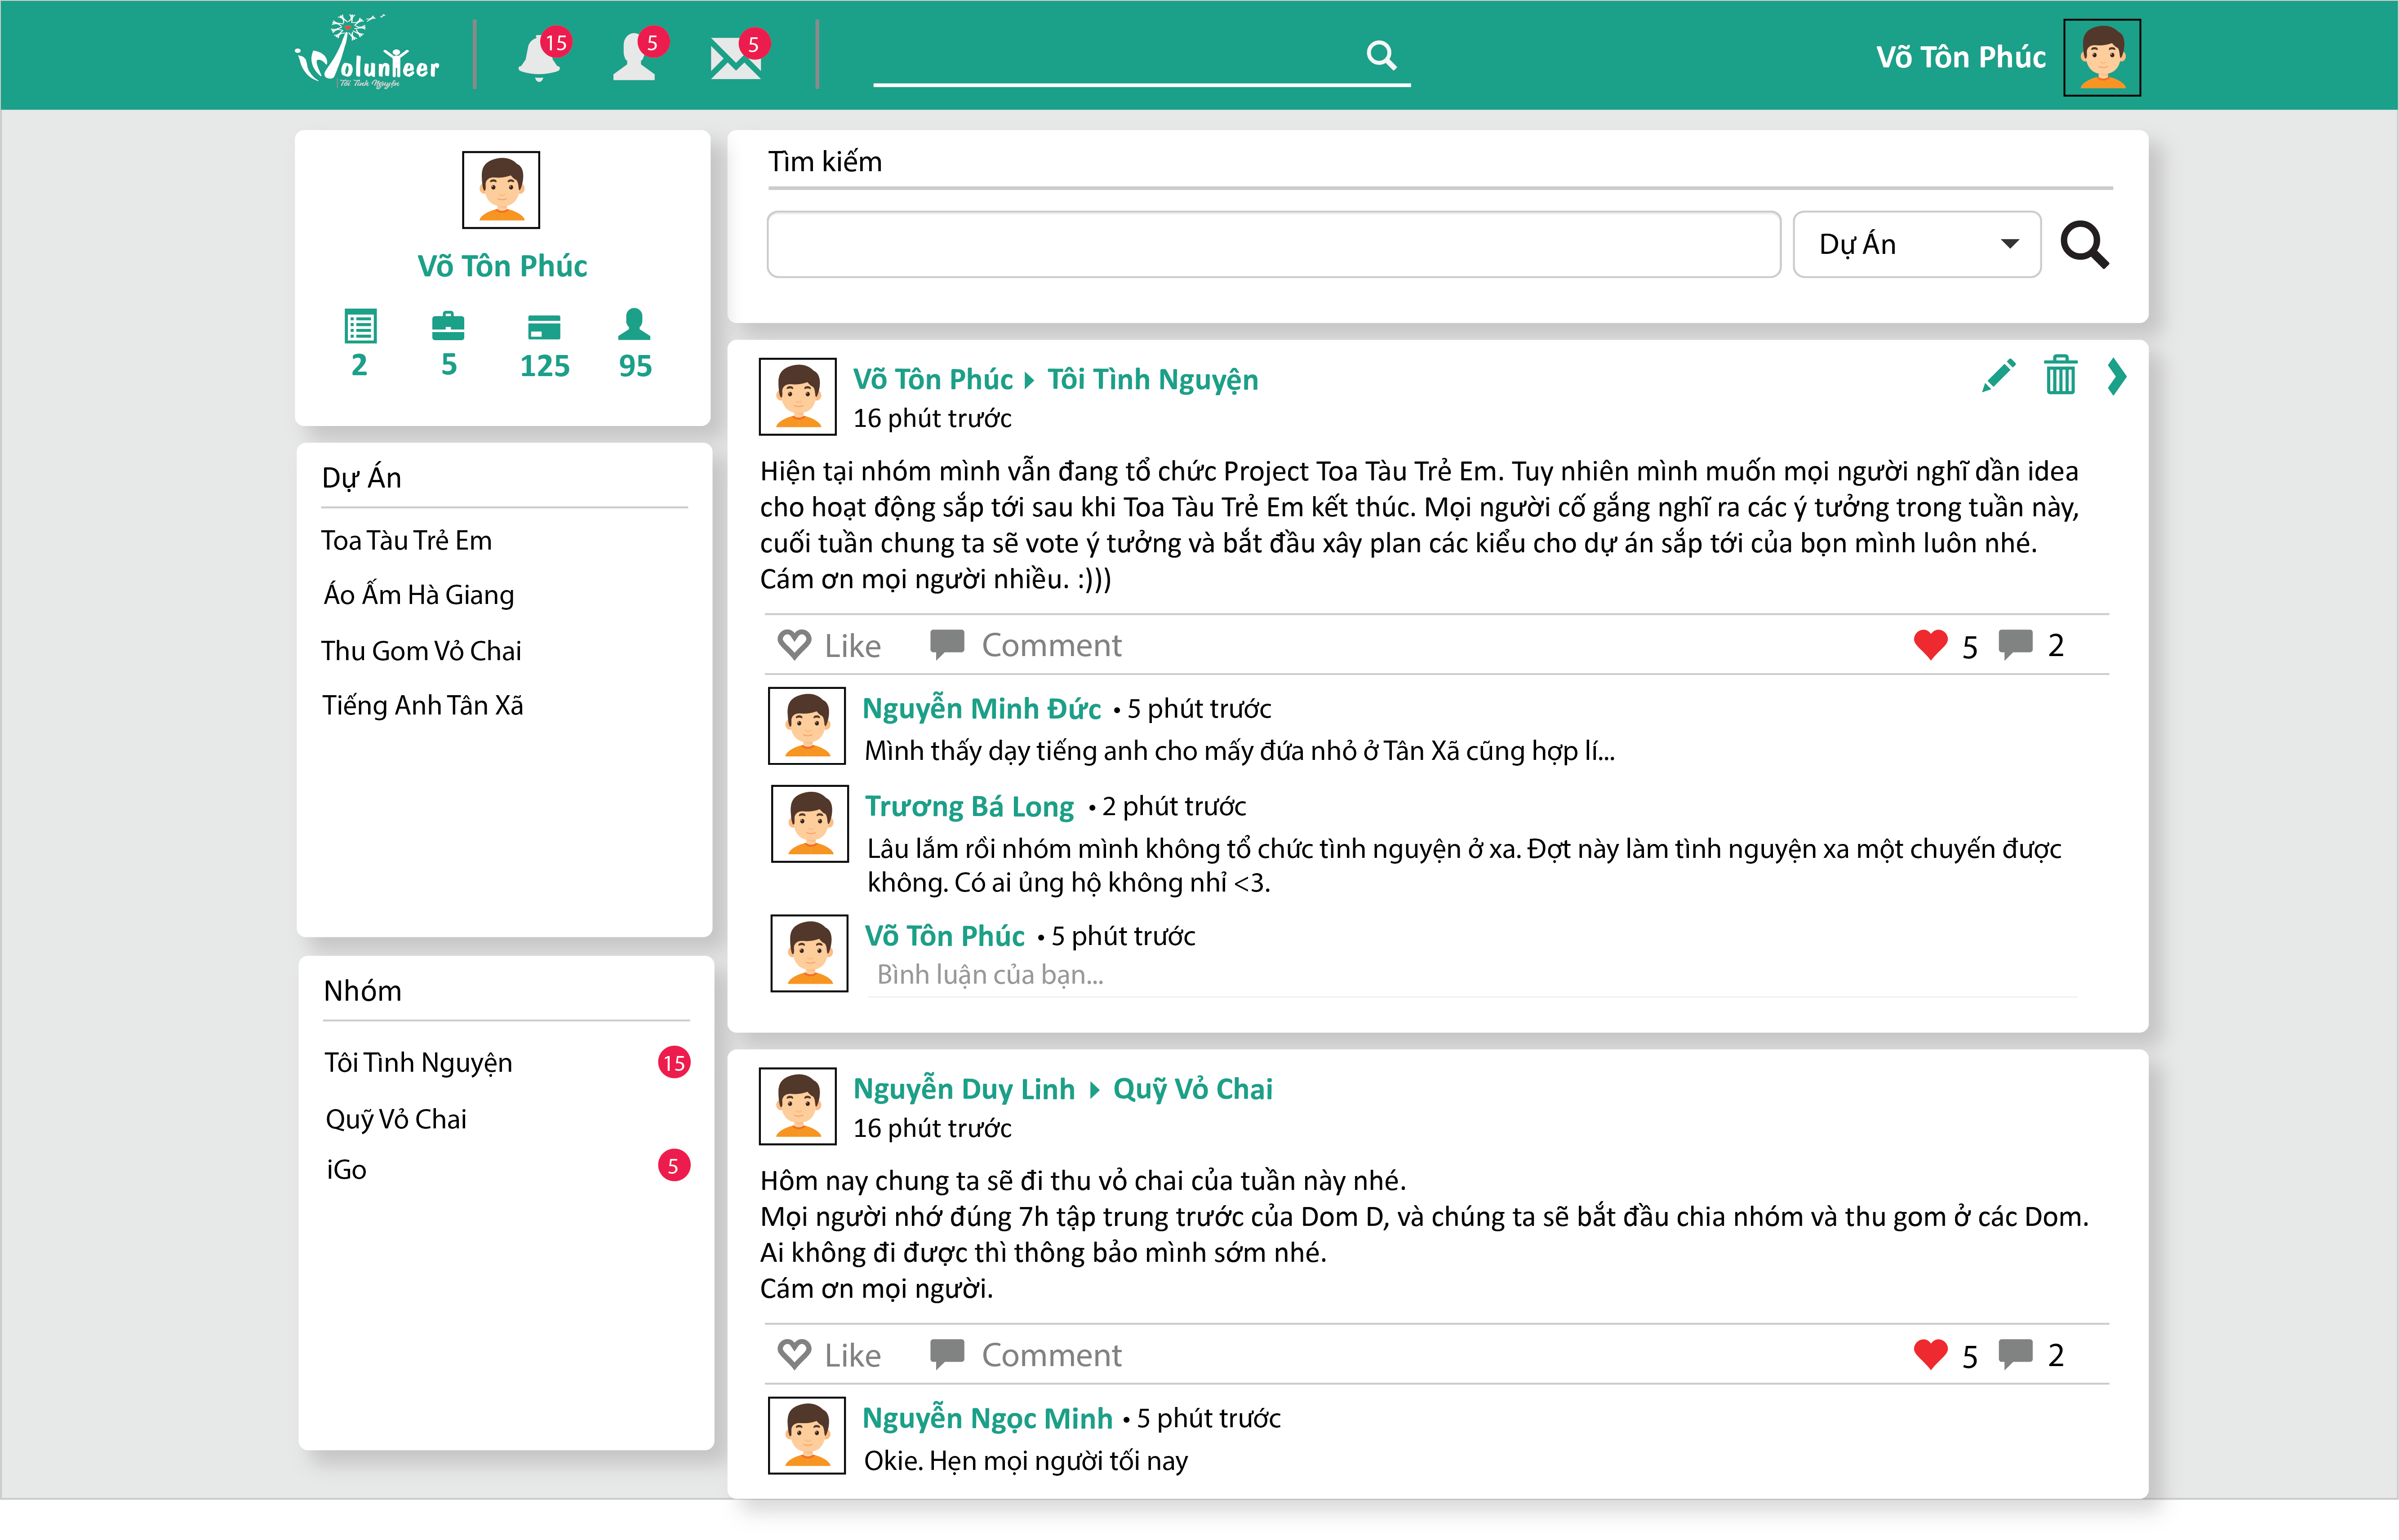 iVolunteer
Tôi Tình Nguyện
15
5
5
Võ Tôn Phúc
Võ Tôn Phúc
2
5
125
95
Dự Án
Toa Tàu Trẻ Em
Áo Ấm Hà Giang
Thu Gom Vỏ Chai
Tiếng Anh Tân Xã
Nhóm
Tôi Tình Nguyện 15
Quỹ Vỏ Chai
iGo 5
Tìm kiếm
Dự Án
Võ Tôn Phúc Tôi Tình Nguyện
16 phút trước
Hiện tại nhóm mình vẫn đang tổ chức Project Toa Tàu Trẻ Em. Tuy nhiên mình muốn mọi người nghĩ dần idea
cho hoạt động sắp tới sau khi Toa Tàu Trẻ Em kết thúc. Mọi người cố gắng nghĩ ra các ý tưởng trong tuần này,
cuối tuần chung ta sẽ vote ý tưởng và bắt đầu xây plan các kiểu cho dự án sắp tới của bọn mình luôn nhé.
Cám ơn mọi người nhiều. :)))
Like Comment 5 2
Nguyễn Minh Đức • 5 phút trước
Mình thấy dạy tiếng anh cho mấy đứa nhỏ ở Tân Xã cũng hợp lí...
Trương Bá Long • 2 phút trước
Lâu lắm rồi nhóm mình không tổ chức tình nguyện ở xa. Đợt này làm tình nguyện xa một chuyến được
không. Có ai ủng hộ không nhỉ <3.
Võ Tôn Phúc • 5 phút trước
Bình luận của bạn...
Nguyễn Duy Linh Quỹ Vỏ Chai
16 phút trước
Hôm nay chung ta sẽ đi thu vỏ chai của tuần này nhé.
Mọi người nhớ đúng 7h tập trung trước của Dom D, và chúng ta sẽ bắt đầu chia nhóm và thu gom ở các Dom.
Ai không đi được thì thông bảo mình sớm nhé.
Cám ơn mọi người.
Like Comment 5 2
Nguyễn Ngọc Minh • 5 phút trước
Okie. Hẹn mọi người tối nay